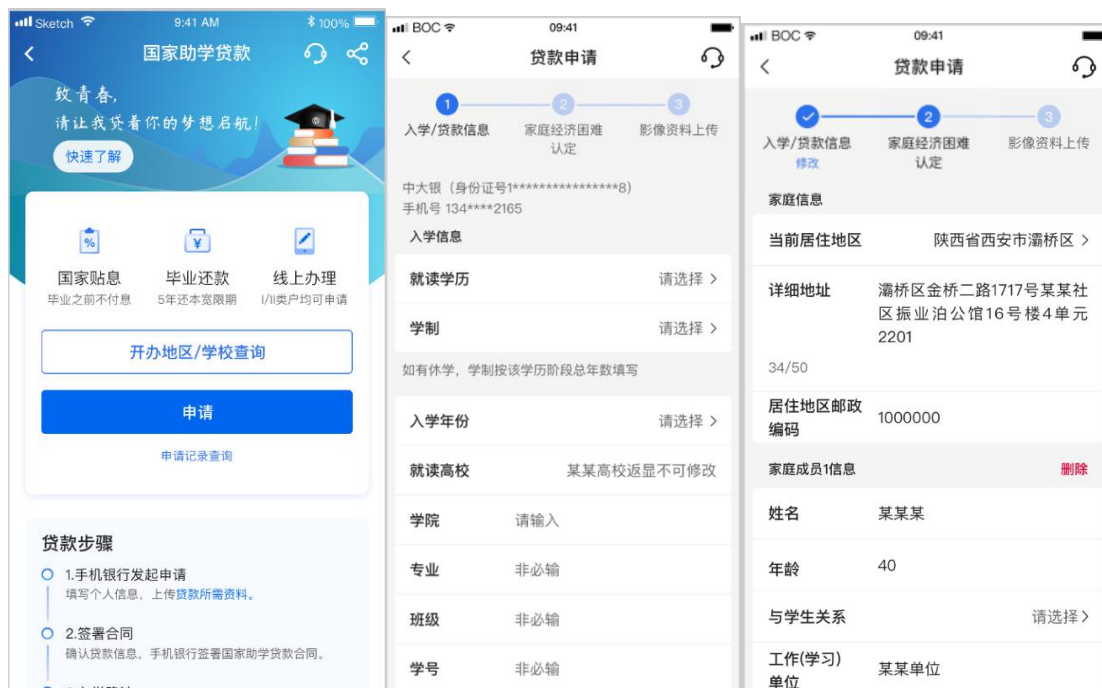 Sketch 9:41 AM 100%
国家助学贷款
致青春,
请让我贷着你的梦想启航!
快速了解
国家贴息 毕业还款 线上办理
毕业之前不付息 5年还本宽限期 I/II类户均可申请
开办地区/学校查询
申请
申请记录查询
贷款步骤
1.手机银行发起申请
填写个人信息，上传贷款所需资料。
2.签署合同
确认贷款信息，手机银行签署国家助学贷款合同。
BOC 09:41
贷款申请
1 2 3
入学/贷款信息 家庭经济困难 影像资料上传
认定
中大银（身份证号1****************8)
手机号 134****2165
入学信息
就读学历 请选择
学制 请选择
如有休学，学制按该学历阶段总年数填写
入学年份 请选择
就读高校 某某高校返显不可修改
学院 请输入
专业 非必输
班级 非必输
学号 非必输
BOC 09:41
贷款申请
2 3
入学/贷款信息 家庭经济困难 影像资料上传
修改 认定
家庭信息
当前居住地区 陕西省西安市灞桥区
详细地址 灞桥区金桥二路1717号某某社
区振业泊公馆16号楼4单元
2201
34/50
居住地区邮政
编码 1000000
家庭成员1信息 删除
姓名 某某某
年龄 40
与学生关系 请选择
工作(学习)
单位 某某单位